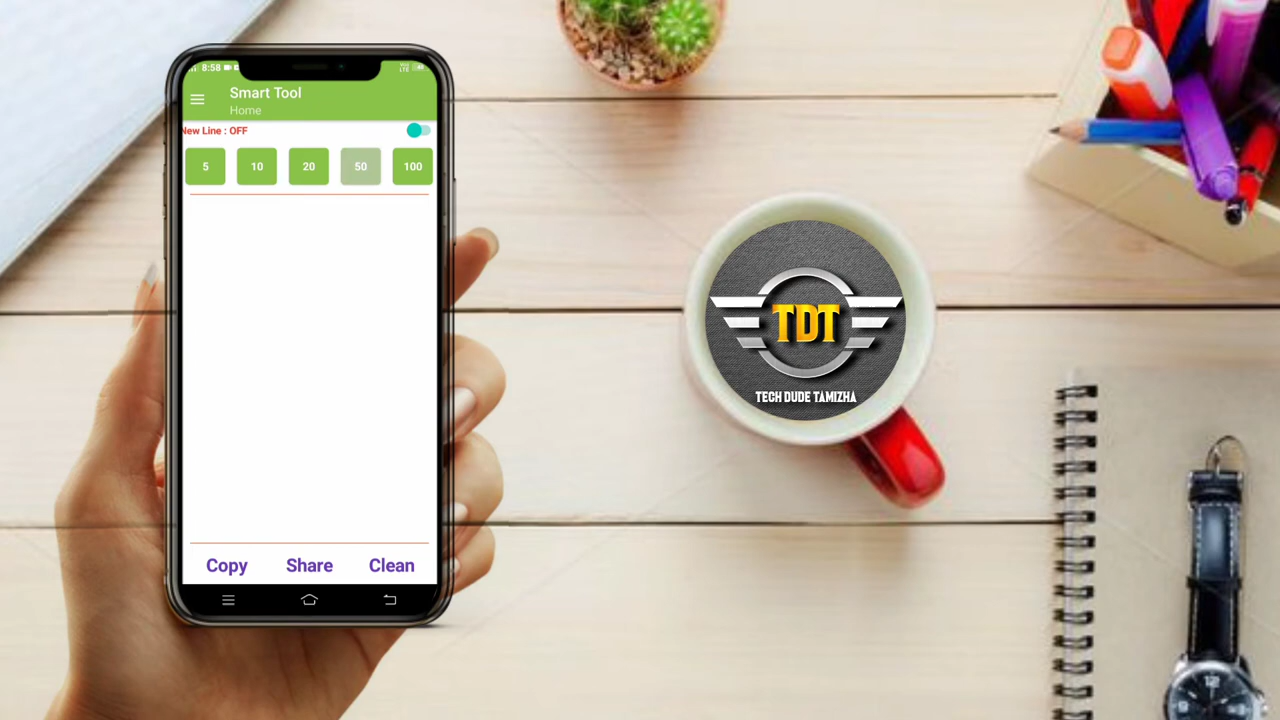 8:58
Smart Tool
Home
New Line : OFF
5 10 20 50 100
Copy Share Clean
TDT
TECH DUDE TAMIZHA
12